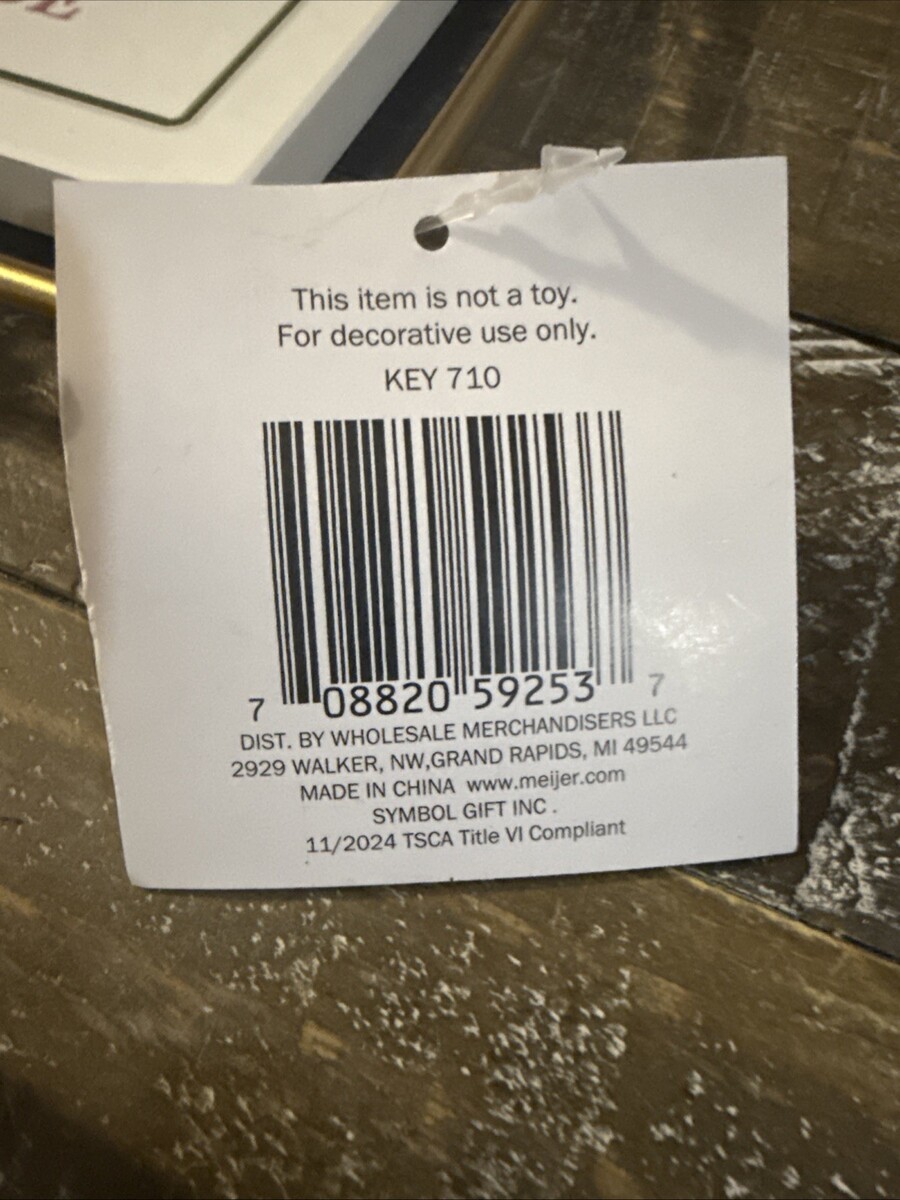 This item is not a toy.
For decorative use only.
KEY 710
7 08820 59253 7
DIST. BY WHOLESALE MERCHANDISERS LLC
2929 WALKER, NW,GRAND RAPIDS, MI 49544
MADE IN CHINA www.meijer.com
SYMBOL GIFT INC .
11/2024 TSCA Title VI Compliant